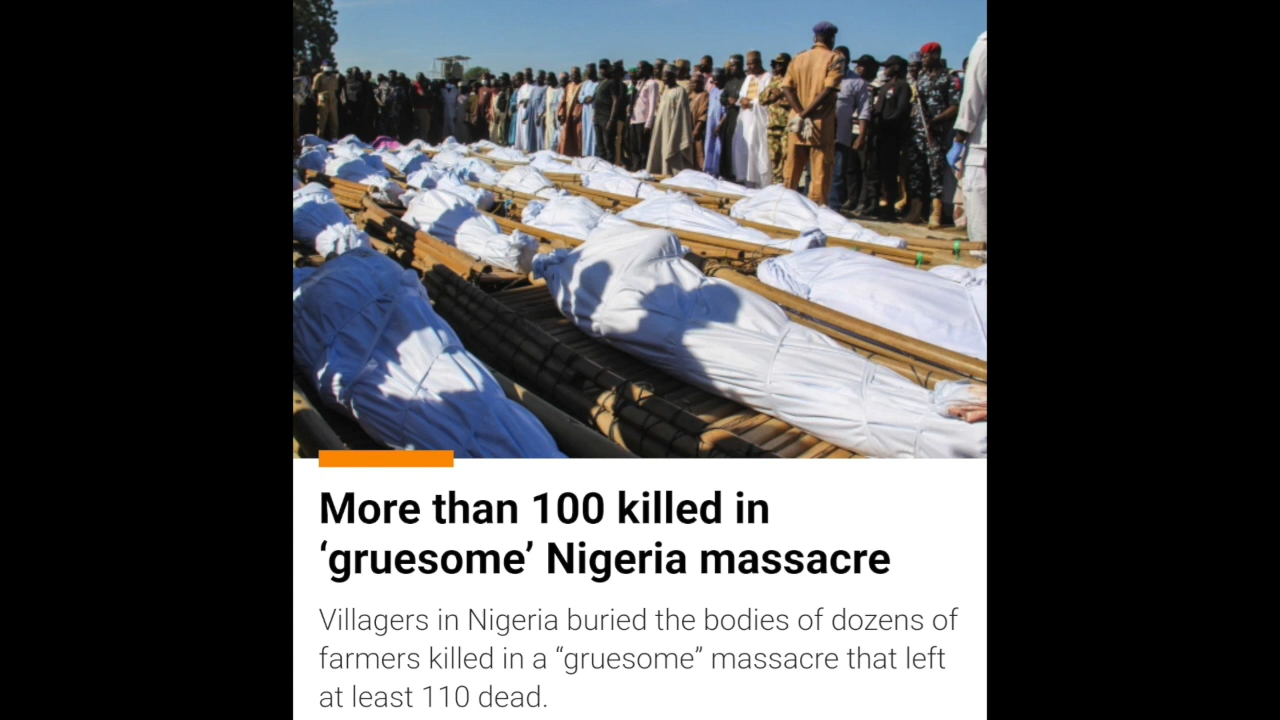 More than 100 killed in
‘gruesome’ Nigeria massacre
Villagers in Nigeria buried the bodies of dozens of
farmers killed in a “gruesome” massacre that left
at least 110 dead.